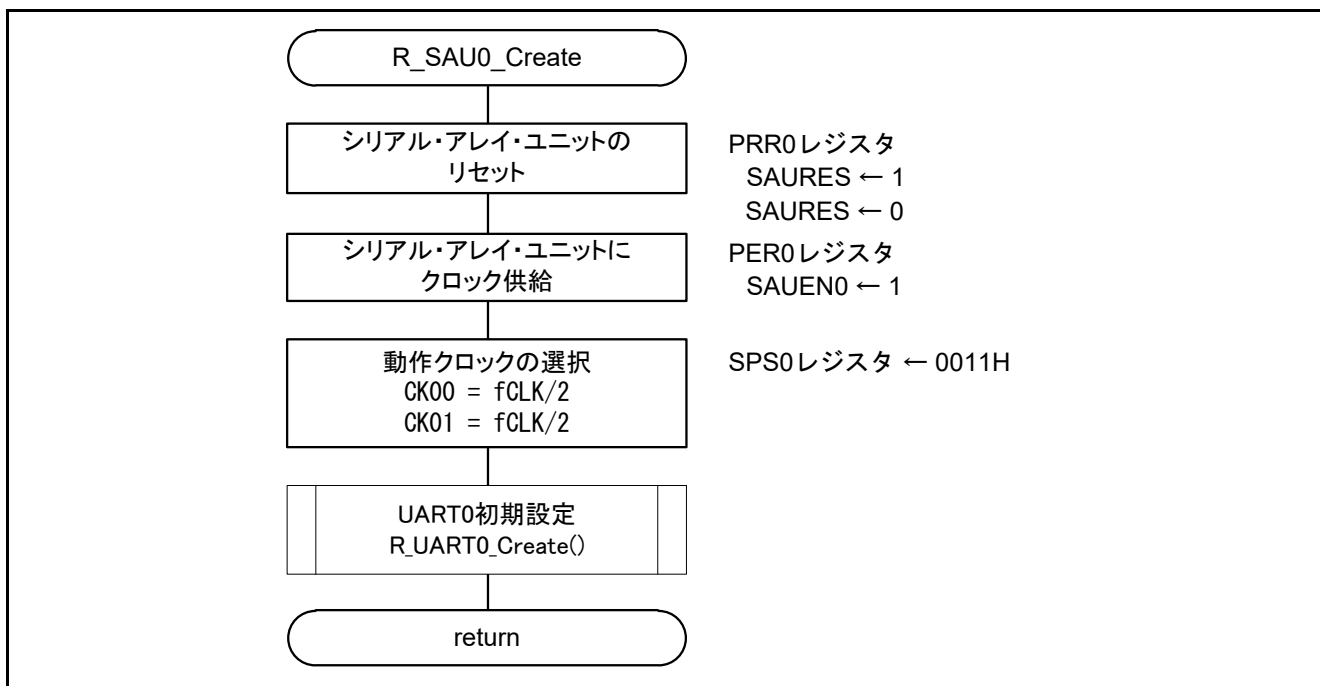 R_SAU0_Create
シリアル・アレイ・ユニットの
リセット
PRR0レジスタ
SAURES ← 1
SAURES ← 0
シリアル・アレイ・ユニットに
クロック供給
PER0レジスタ
SAUEN0 ← 1
動作クロックの選択
CK00 = fCLK/2
CK01 = fCLK/2
SPS0レジスタ ← 0011H
UART0初期設定
R_UART0_Create()
return